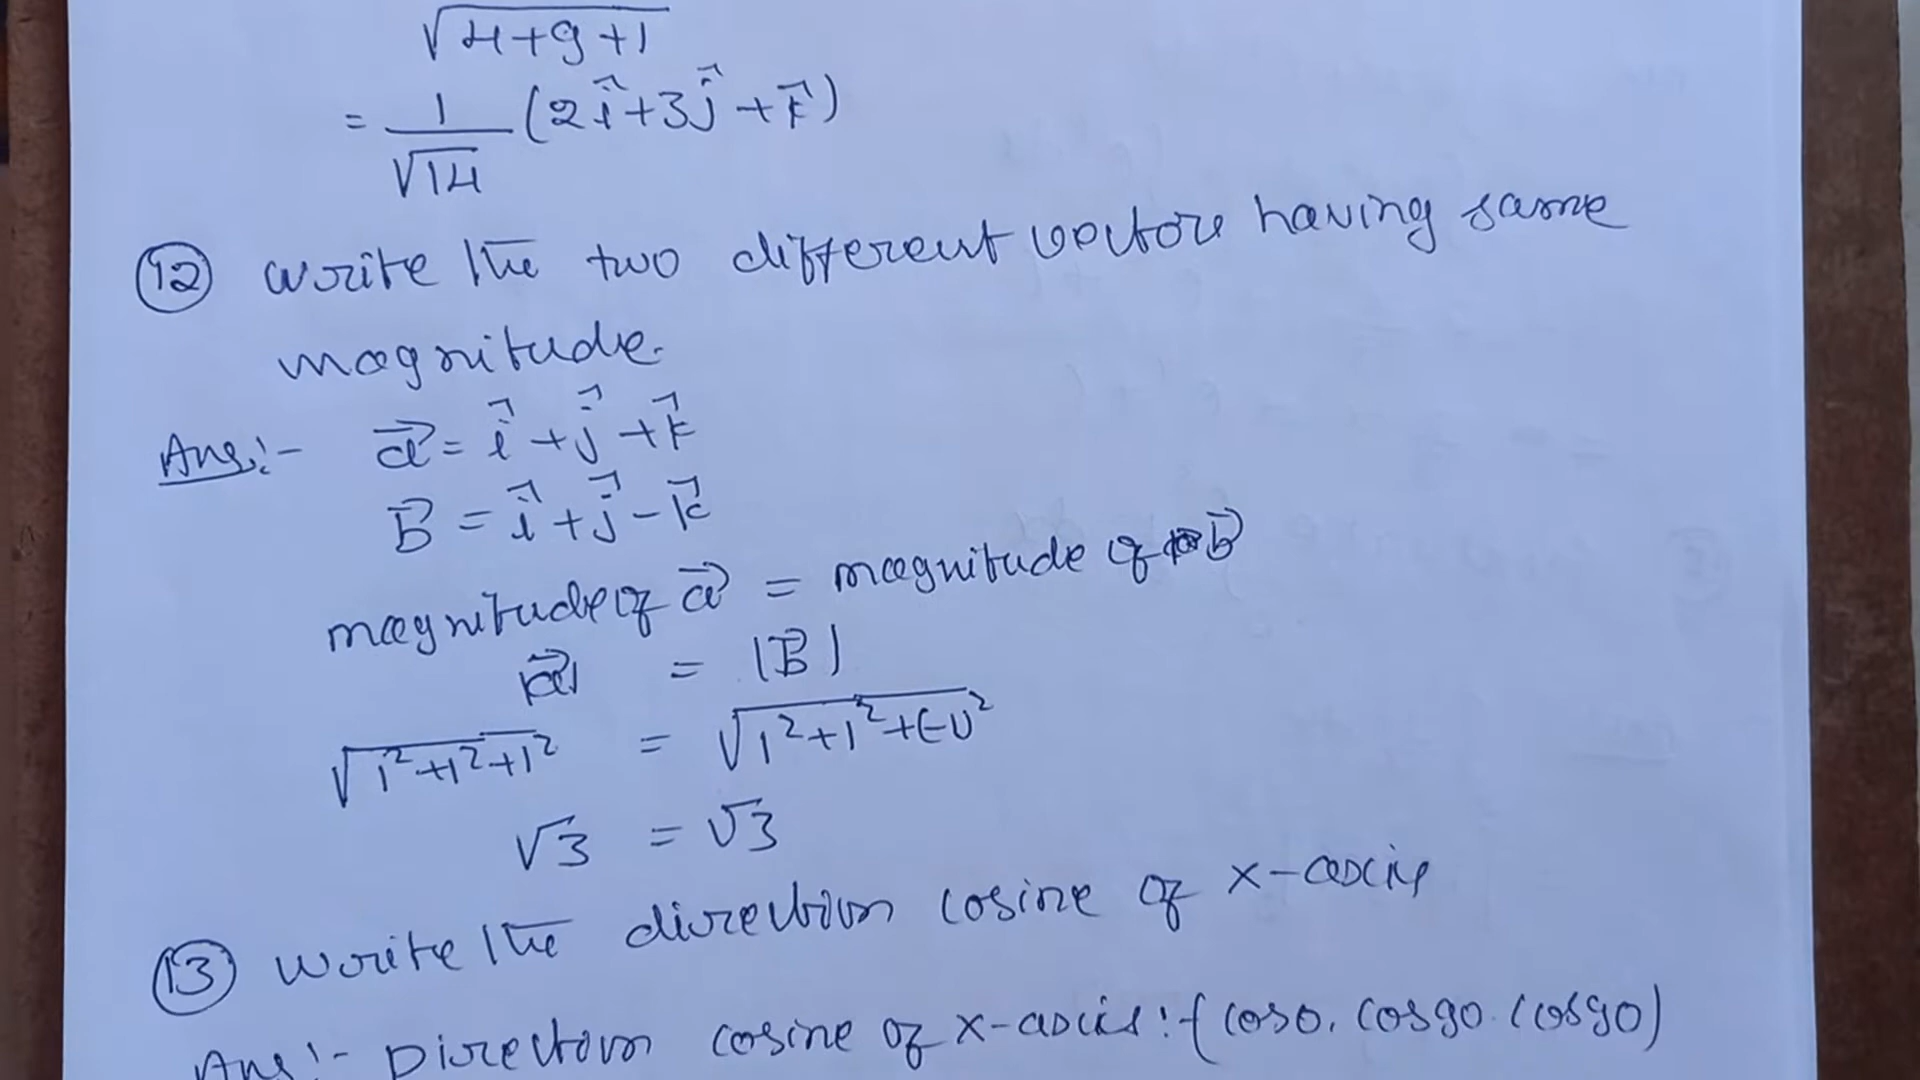 √4+9+1
= 1/√14 (2i⃗+3j⃗+k⃗)
12 Write the two different vectors having same
magnitude.
Ans:- a⃗ = i⃗+j⃗+k⃗
b⃗ = i⃗+j⃗-k⃗
magnitude of a⃗ = magnitude of b⃗
|a⃗| = |b⃗|
√1²+1²+1² = √1²+1²+(-1)²
√3 = √3
13 Write the direction cosine of x-axis
Ans:- Direction cosine of x-axis:-(cos0, cos90, cos90)